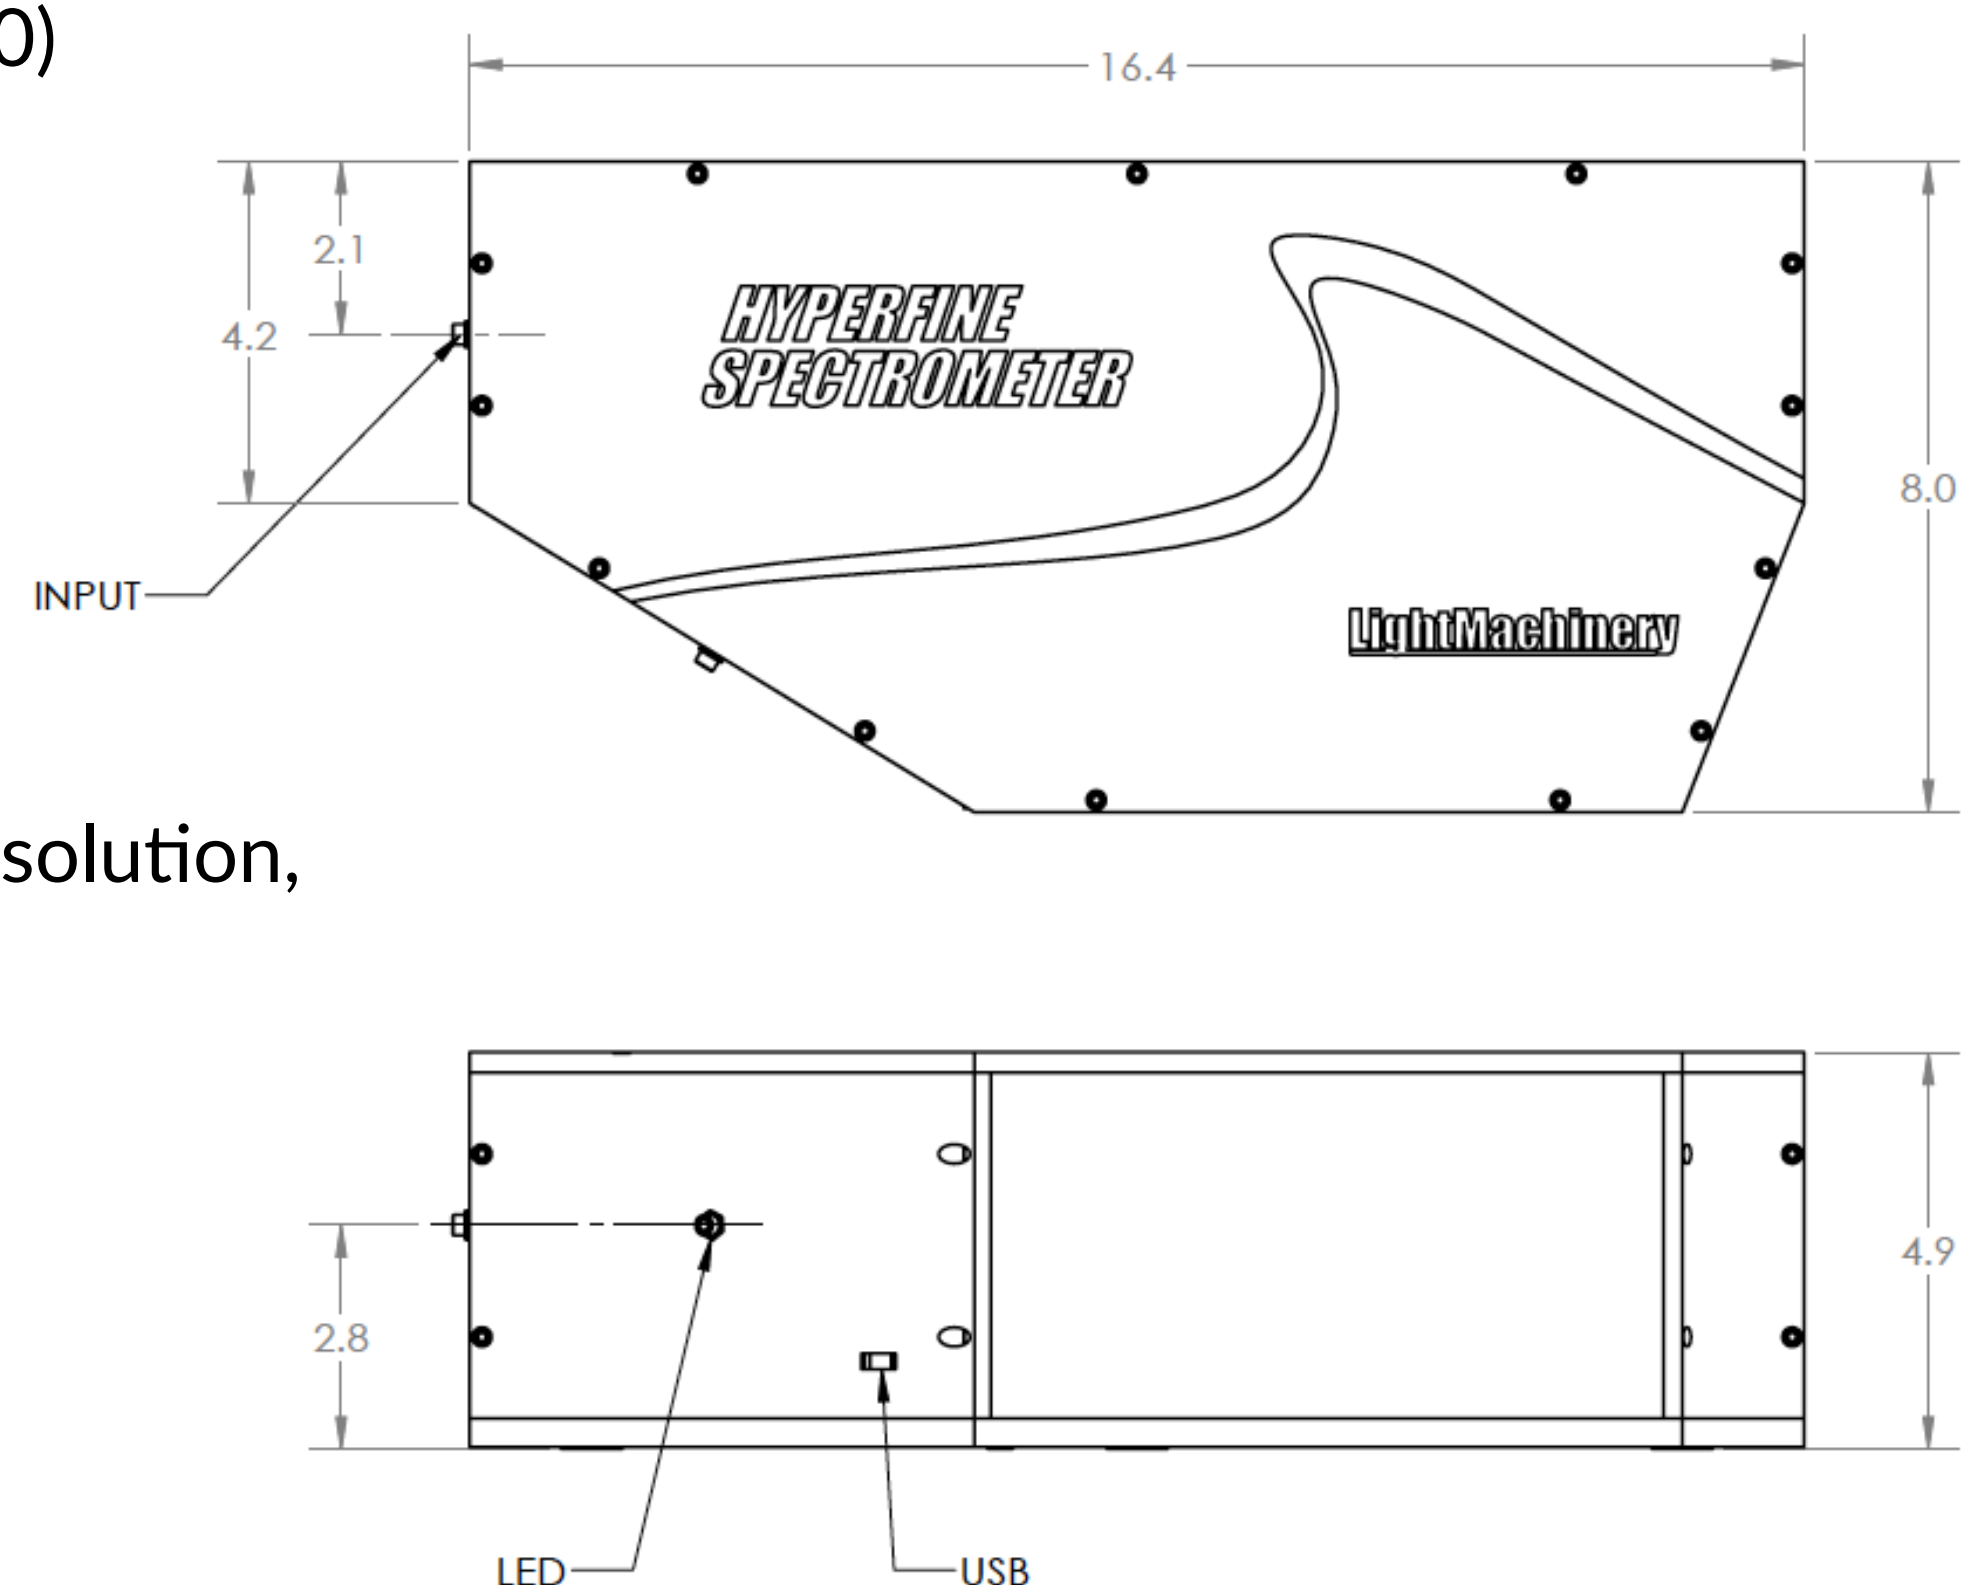 0)
16.4
2.1
4.2
HYPERFINE
SPECTROMETER
8.0
INPUT
LightMachinery
solution,
4.9
2.8
LED
USB